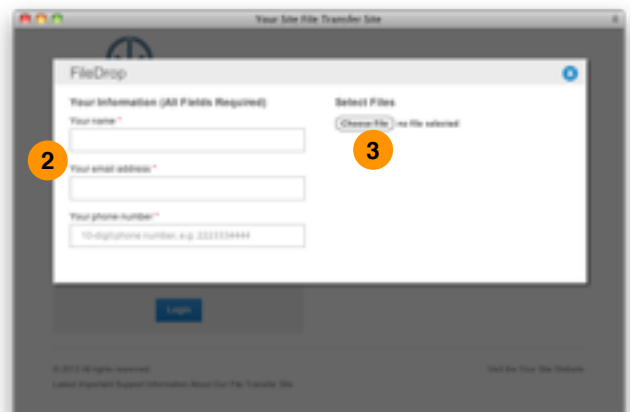 Your Site File Transfer Site
FileDrop
Your Information (All Fields Required)
Your name *
2
Your email address *
Your phone number *
10-digit phone number, e.g. 2223334444
Select Files
Choose File no file selected
3
Login
© 2013 All rights reserved.
Visit the Your Site Website
Latest Important Support Information About Our File Transfer Site